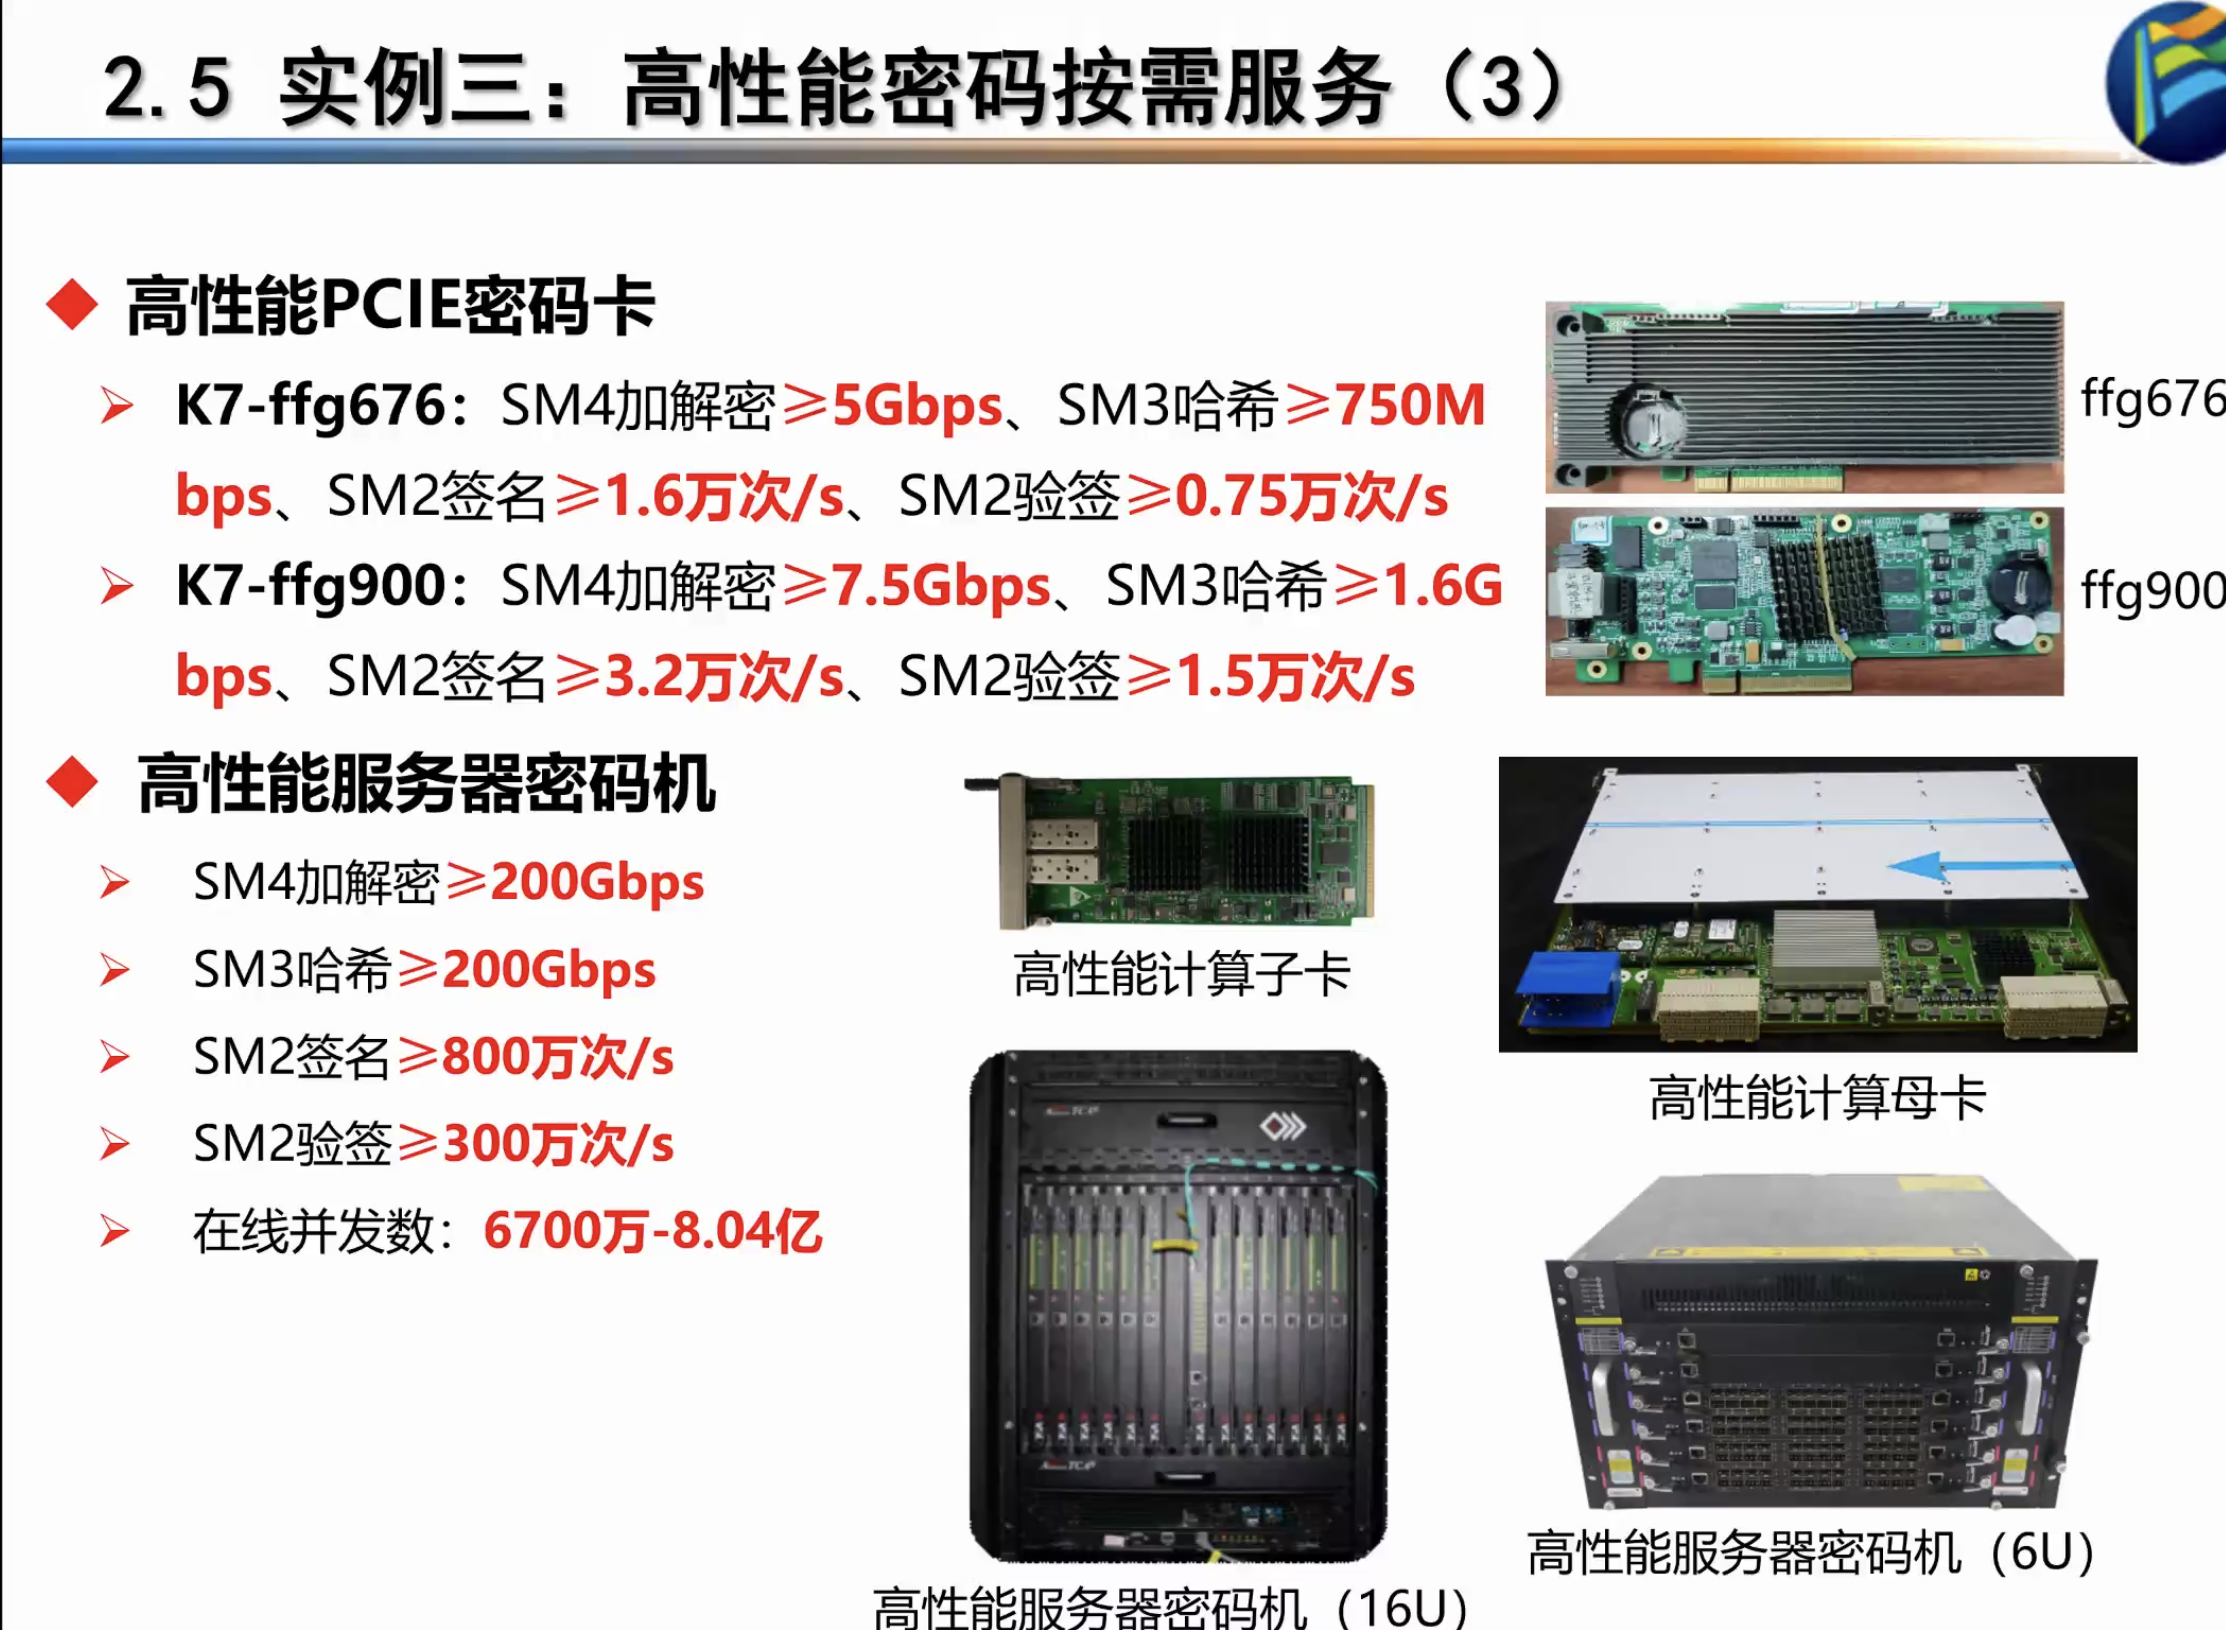 2.5 实例三：高性能密码按需服务（3）
高性能PCIE密码卡
K7-ffg676：SM4加解密≥5Gbps、SM3哈希≥750M
bps、SM2签名≥1.6万次/s、SM2验签≥0.75万次/s
K7-ffg900：SM4加解密≥7.5Gbps、SM3哈希≥1.6G
bps、SM2签名≥3.2万次/s、SM2验签≥1.5万次/s
ffg676
ffg900
高性能服务器密码机
SM4加解密≥200Gbps
SM3哈希≥200Gbps
SM2签名≥800万次/s
SM2验签≥300万次/s
在线并发数：6700万-8.04亿
高性能计算子卡
高性能计算母卡
高性能服务器密码机（16U）
高性能服务器密码机（6U）